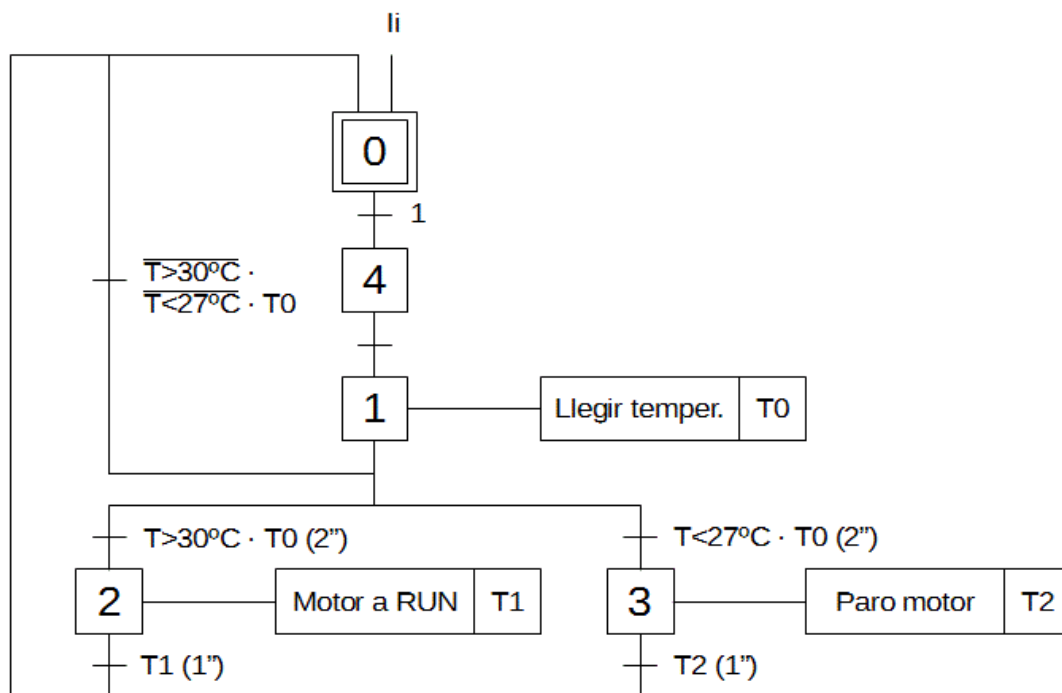 Ii
0
1
4
T>30ºC ·
T<27ºC · T0
1
Llegir temper. T0
T>30ºC · T0 (2”)
T<27ºC · T0 (2”)
2
Motor a RUN T1
3
Paro motor T2
T1 (1”)
T2 (1”)